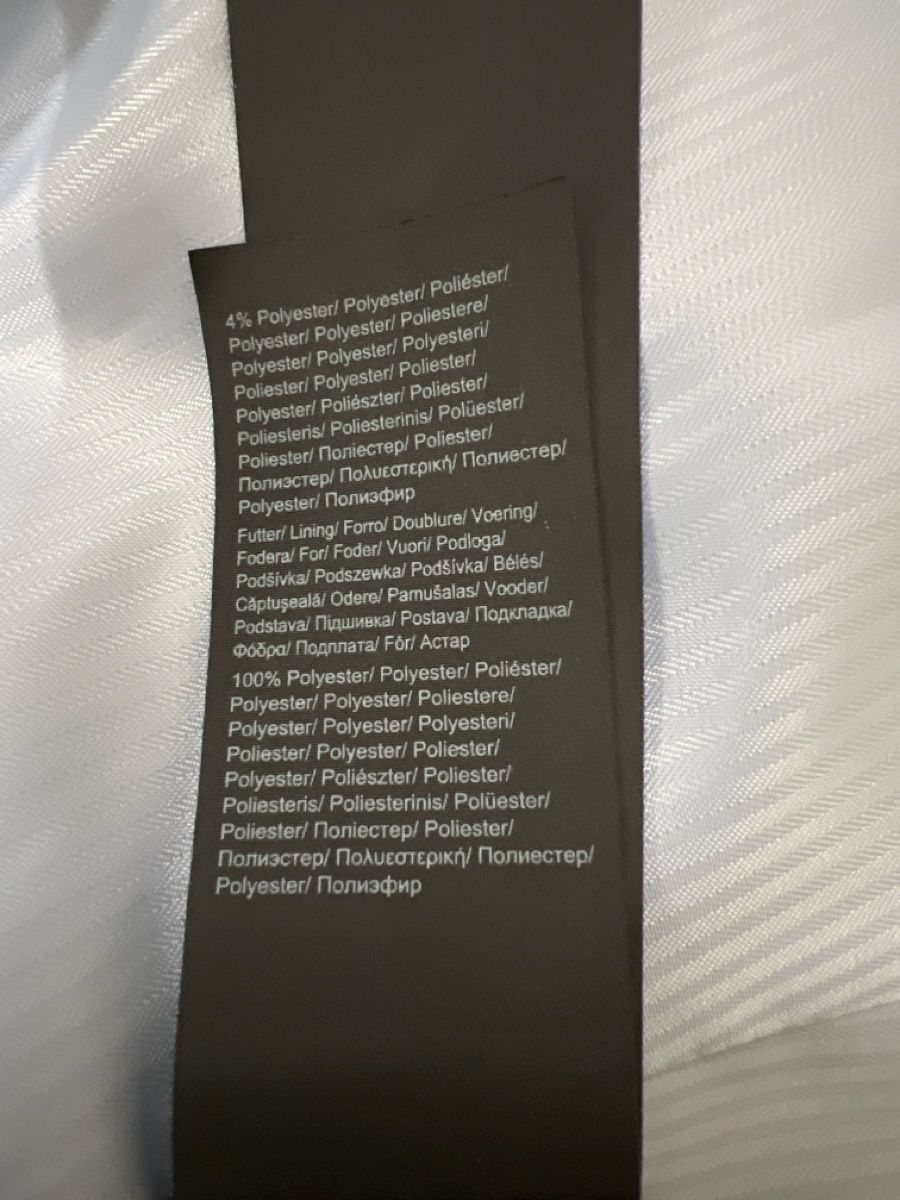 4% Polyester/ Polyester/ Poliéster/
Polyester/ Polyester/ Poliestere/
Polyester/ Polyester/ Polyesteri/
Poliester/ Polyester/ Poliester/
Polyester/ Poliészter/ Poliester/
Poliesteris/ Poliesterinis/ Polüester/
Poliester/ Поліестер/ Poliester/
Полиэстер/ Πολυεστερική/ Полиестер/
Polyester/ Полиэфир
Futter/ Lining/ Forro/ Doublure/ Voering/
Fodera/ For/ Foder/ Vuori/ Podloga/
Podšívka/ Podszewka/ Podšívka/ Bélés/
Căptuşeală/ Odere/ Pamušalas/ Vooder/
Podstava/ Підшивка/ Postava/ Подкладка/
Φόδρα/ Подплата/ Fôr/ Астар
100% Polyester/ Polyester/ Poliéster/
Polyester/ Polyester/ Poliestere/
Polyester/ Polyester/ Polyesteri/
Poliester/ Polyester/ Poliester/
Polyester/ Poliészter/ Poliester/
Poliesteris/ Poliesterinis/ Polüester/
Poliester/ Поліестер/ Poliester/
Полиэстер/ Πολυεστερική/ Полиестер/
Polyester/ Полиэфир